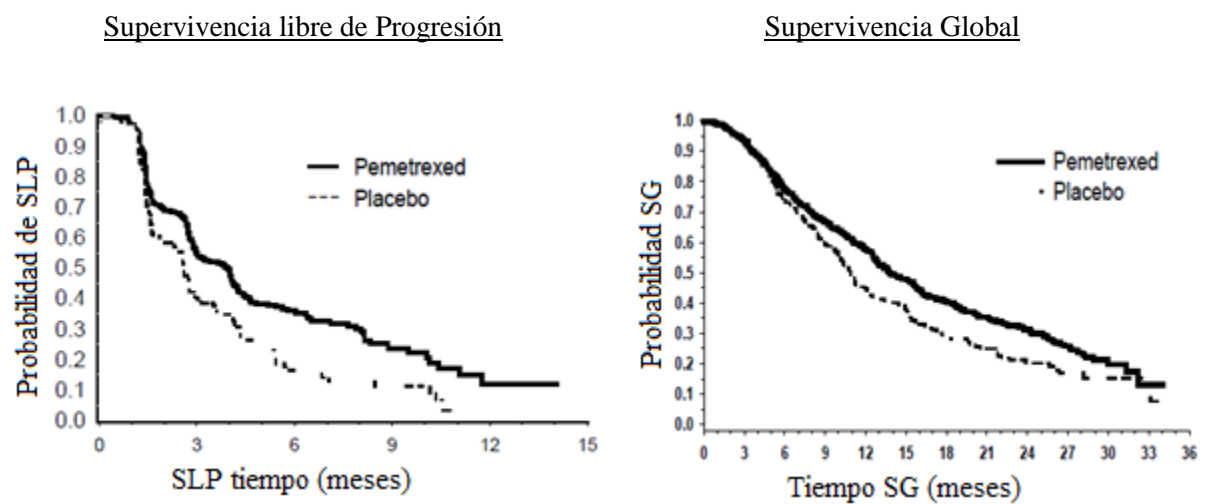 Supervivencia libre de Progresión
Supervivencia Global
Probabilidad de SLP
1.0
0.9
0.8
0.7
0.6
0.5
0.4
0.3
0.2
0.1
0.0
Pemetrexed
Placebo
0 3 6 9 12 15
SLP tiempo (meses)
Probabilidad SG
1.0
0.9
0.8
0.7
0.6
0.5
0.4
0.3
0.2
0.1
0.0
Pemetrexed
Placebo
0 3 6 9 12 15 18 21 24 27 30 33 36
Tiempo SG (meses)